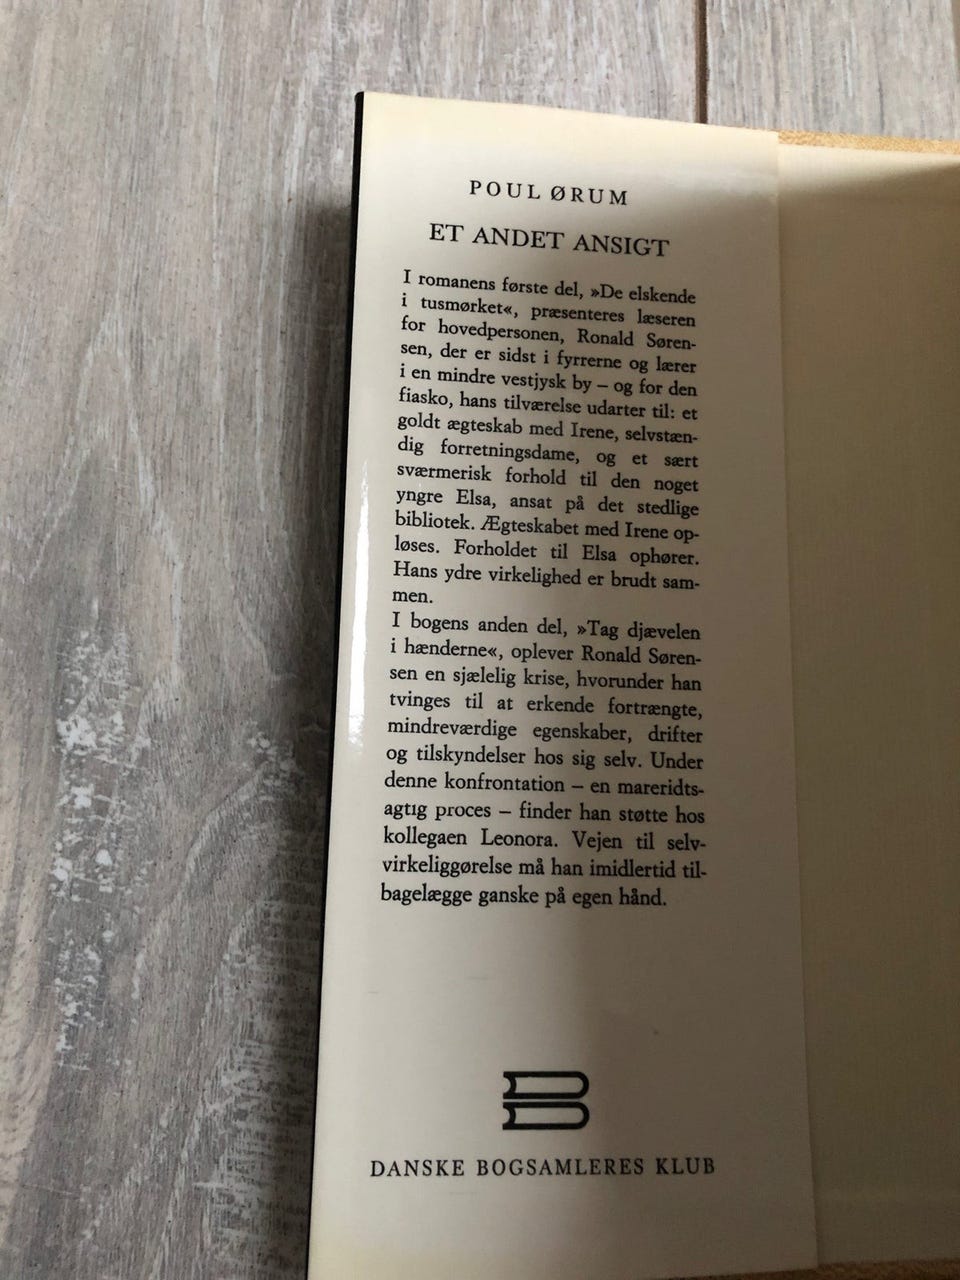 POUL ØRUM
ET ANDET ANSIGT
I romanens første del, »De elskende
i tusmørket«, præsenteres læseren
for hovedpersonen, Ronald Søren-
sen, der er sidst i fyrrerne og lærer
i en mindre vestjysk by – og for den
fiasko, hans tilværelse udarter til: et
goldt ægteskab med Irene, selvstæn-
dig forretningsdame, og et sært
sværmerisk forhold til den noget
yngre Elsa, ansat på det stedlige
bibliotek. Ægteskabet med Irene op-
løses. Forholdet til Elsa ophører.
Hans ydre virkelighed er brudt sam-
men.
I bogens anden del, »Tag djævelen
i hænderne«, oplever Ronald Søren-
sen en sjælelig krise, hvorunder han
tvinges til at erkende fortrængte,
mindreværdige egenskaber, drifter
og tilskyndelser hos sig selv. Under
denne konfrontation – en mareridts-
agtig proces – finder han støtte hos
kollegaen Leonora. Vejen til selv-
virkeliggørelse må han imidlertid til-
bagelægge ganske på egen hånd.
DANSKE BOGSAMLERES KLUB